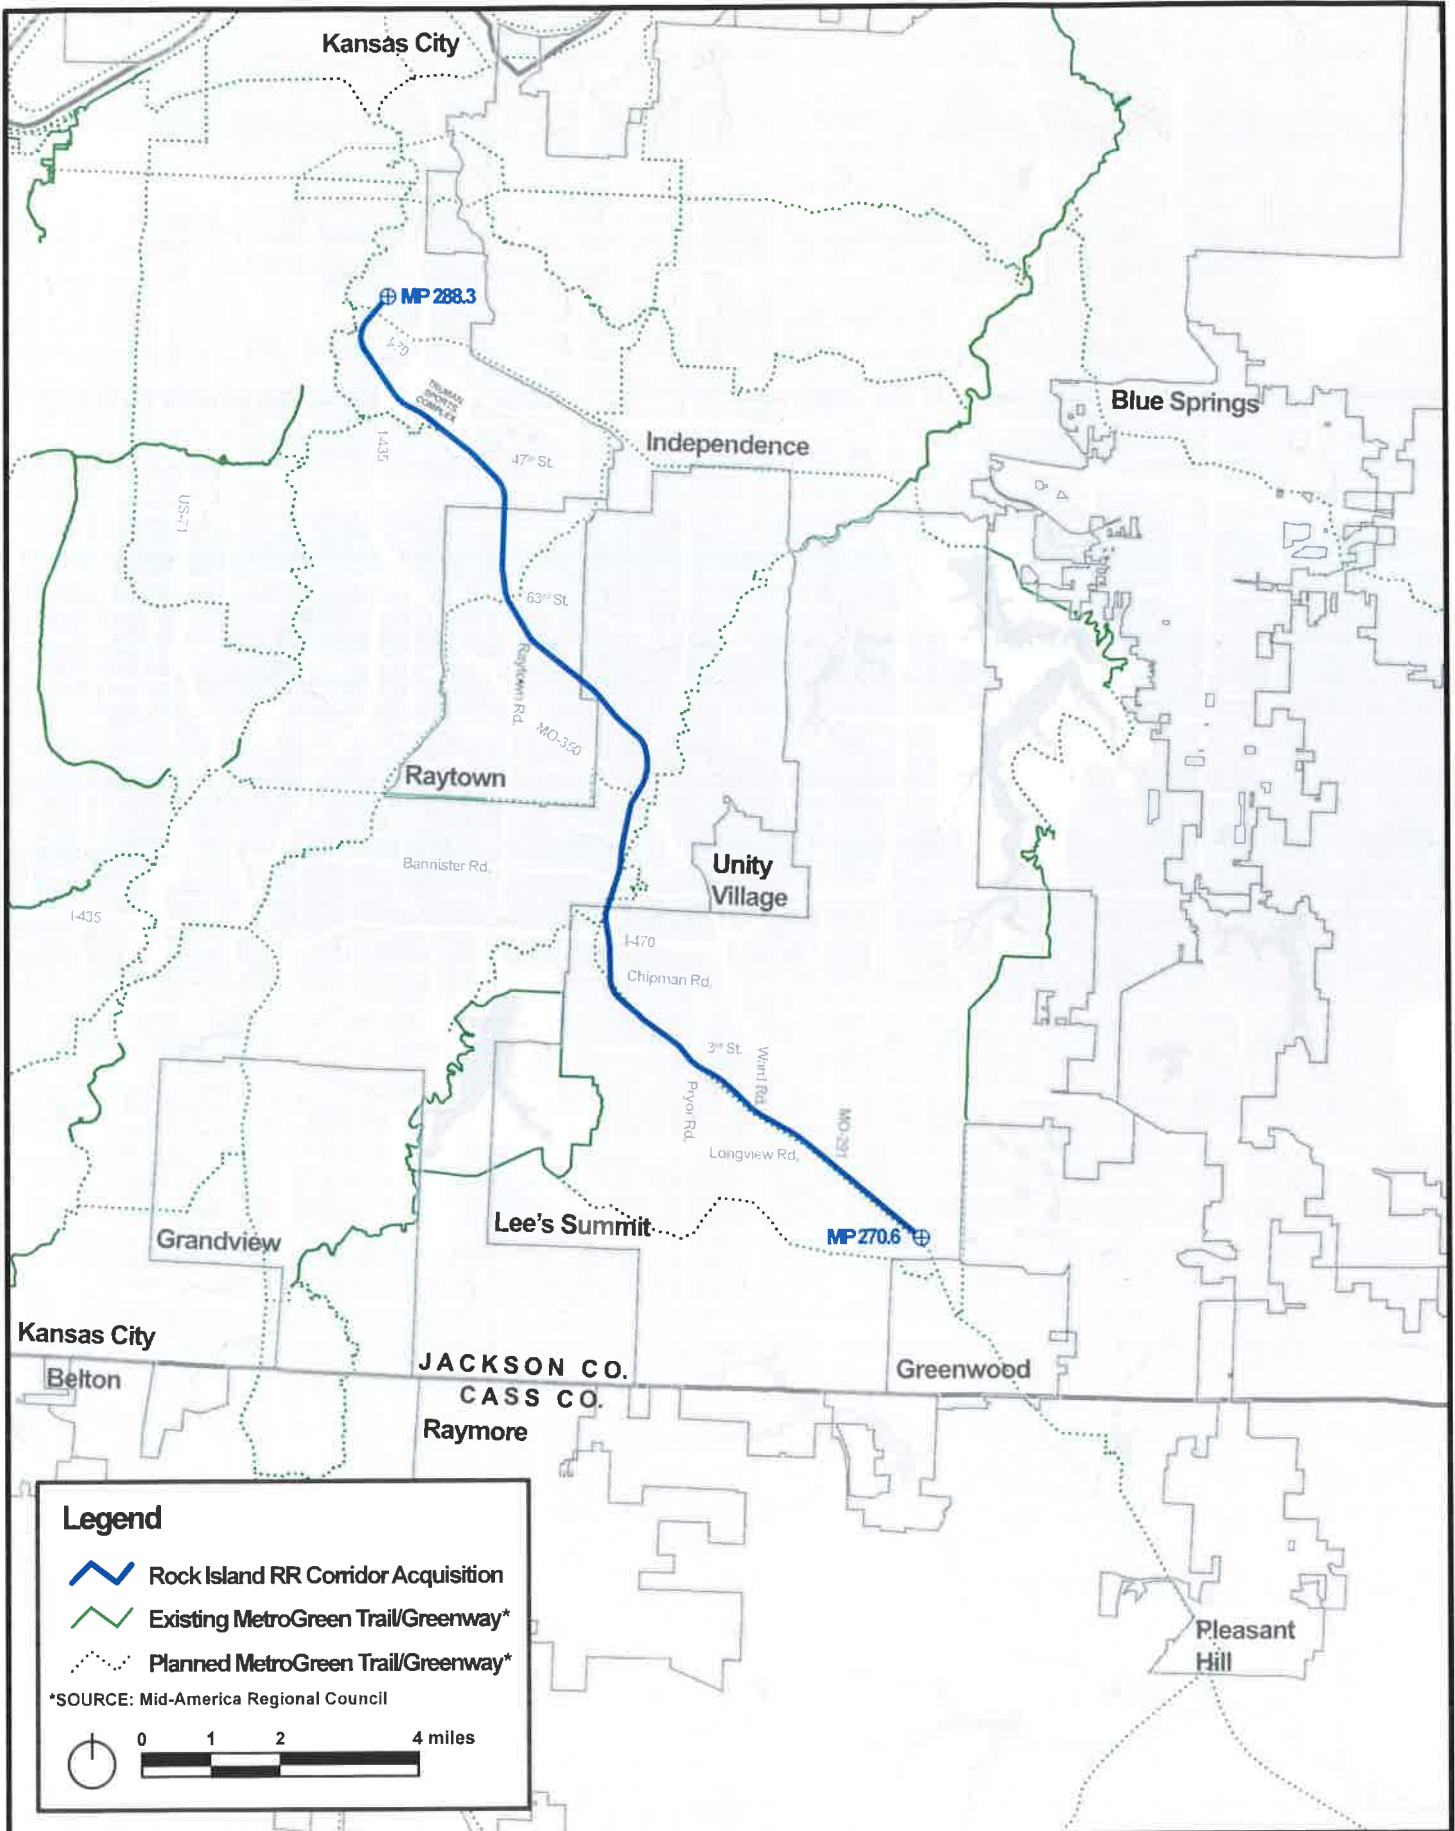 Kansas City
MP 288.3
I-70
TRUMAN
SPORTS
COMPLEX
Blue Springs
I-435
Independence
47th St.
US-71
63rd St.
Raytown Rd.
MO-350
Raytown
Bannister Rd.
Unity
Village
I-435
I-470
Chipman Rd.
3rd St.
Ward Rd.
Pryor Rd.
MO-291
Longview Rd.
Lee's Summit
Grandview
MP 270.6
Kansas City
JACKSON CO.
Greenwood
Belton
CASS CO.
Raymore
Legend
Rock Island RR Corridor Acquisition
Existing MetroGreen Trail/Greenway*
Planned MetroGreen Trail/Greenway*
*SOURCE: Mid-America Regional Council
0 1 2 4 miles
Pleasant
Hill